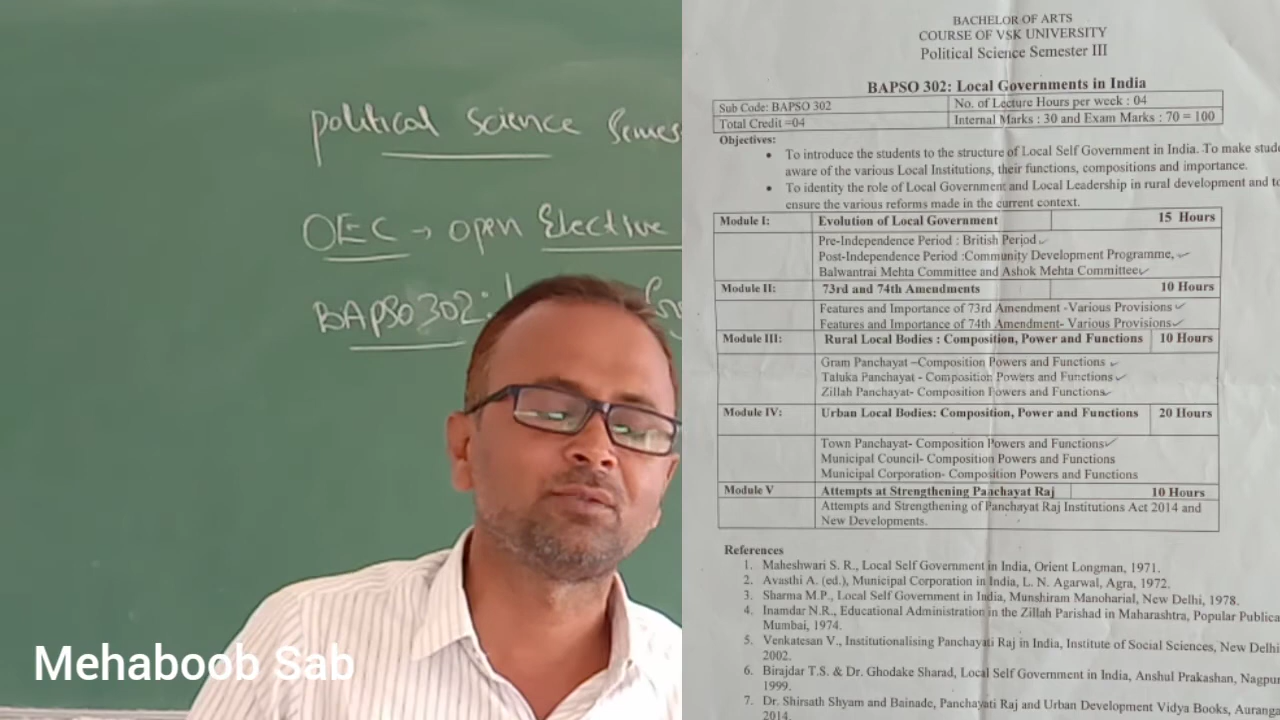 political science Semes
OEC → open Elective
BAPSO302:
Mehaboob Sab
BACHELOR OF ARTS
COURSE OF VSK UNIVERSITY
Political Science Semester III
BAPSO 302: Local Governments in India
Sub Code: BAPSO 302 No. of Lecture Hours per week : 04
Total Credit =04 Internal Marks : 30 and Exam Marks : 70 = 100
Objectives:
• To introduce the students to the structure of Local Self Government in India. To make stude
aware of the various Local Institutions, their functions, compositions and importance.
• To identity the role of Local Government and Local Leadership in rural development and to
ensure the various reforms made in the current context.
Module I: Evolution of Local Government 15 Hours
Pre-Independence Period : British Period
Post-Independence Period :Community Development Programme,
Balwantrai Mehta Committee and Ashok Mehta Committee
Module II: 73rd and 74th Amendments 10 Hours
Features and Importance of 73rd Amendment -Various Provisions
Features and Importance of 74th Amendment- Various Provisions
Module III: Rural Local Bodies : Composition, Power and Functions 10 Hours
Gram Panchayat –Composition Powers and Functions
Taluka Panchayat - Composition Powers and Functions
Zillah Panchayat- Composition Powers and Functions
Module IV: Urban Local Bodies: Composition, Power and Functions 20 Hours
Town Panchayat- Composition Powers and Functions
Municipal Council- Composition Powers and Functions
Municipal Corporation- Composition Powers and Functions
Module V Attempts at Strengthening Panchayat Raj 10 Hours
Attempts and Strengthening of Panchayat Raj Institutions Act 2014 and
New Developments.
References
1. Maheshwari S. R., Local Self Government in India, Orient Longman, 1971.
2. Avasthi A. (ed.), Municipal Corporation in India, L. N. Agarwal, Agra, 1972.
3. Sharma M.P., Local Self Government in India, Munshiram Manoharial, New Delhi, 1978.
4. Inamdar N.R., Educational Administration in the Zillah Parishad in Maharashtra, Popular Publica
Mumbai, 1974.
5. Venkatesan V., Institutionalising Panchayati Raj in India, Institute of Social Sciences, New Delhi
2002.
6. Birajdar T.S. & Dr. Ghodake Sharad, Local Self Government in India, Anshul Prakashan, Nagpur
1999.
7. Dr. Shirsath Shyam and Bainade, Panchayati Raj and Urban Development Vidya Books, Auranga
2014.